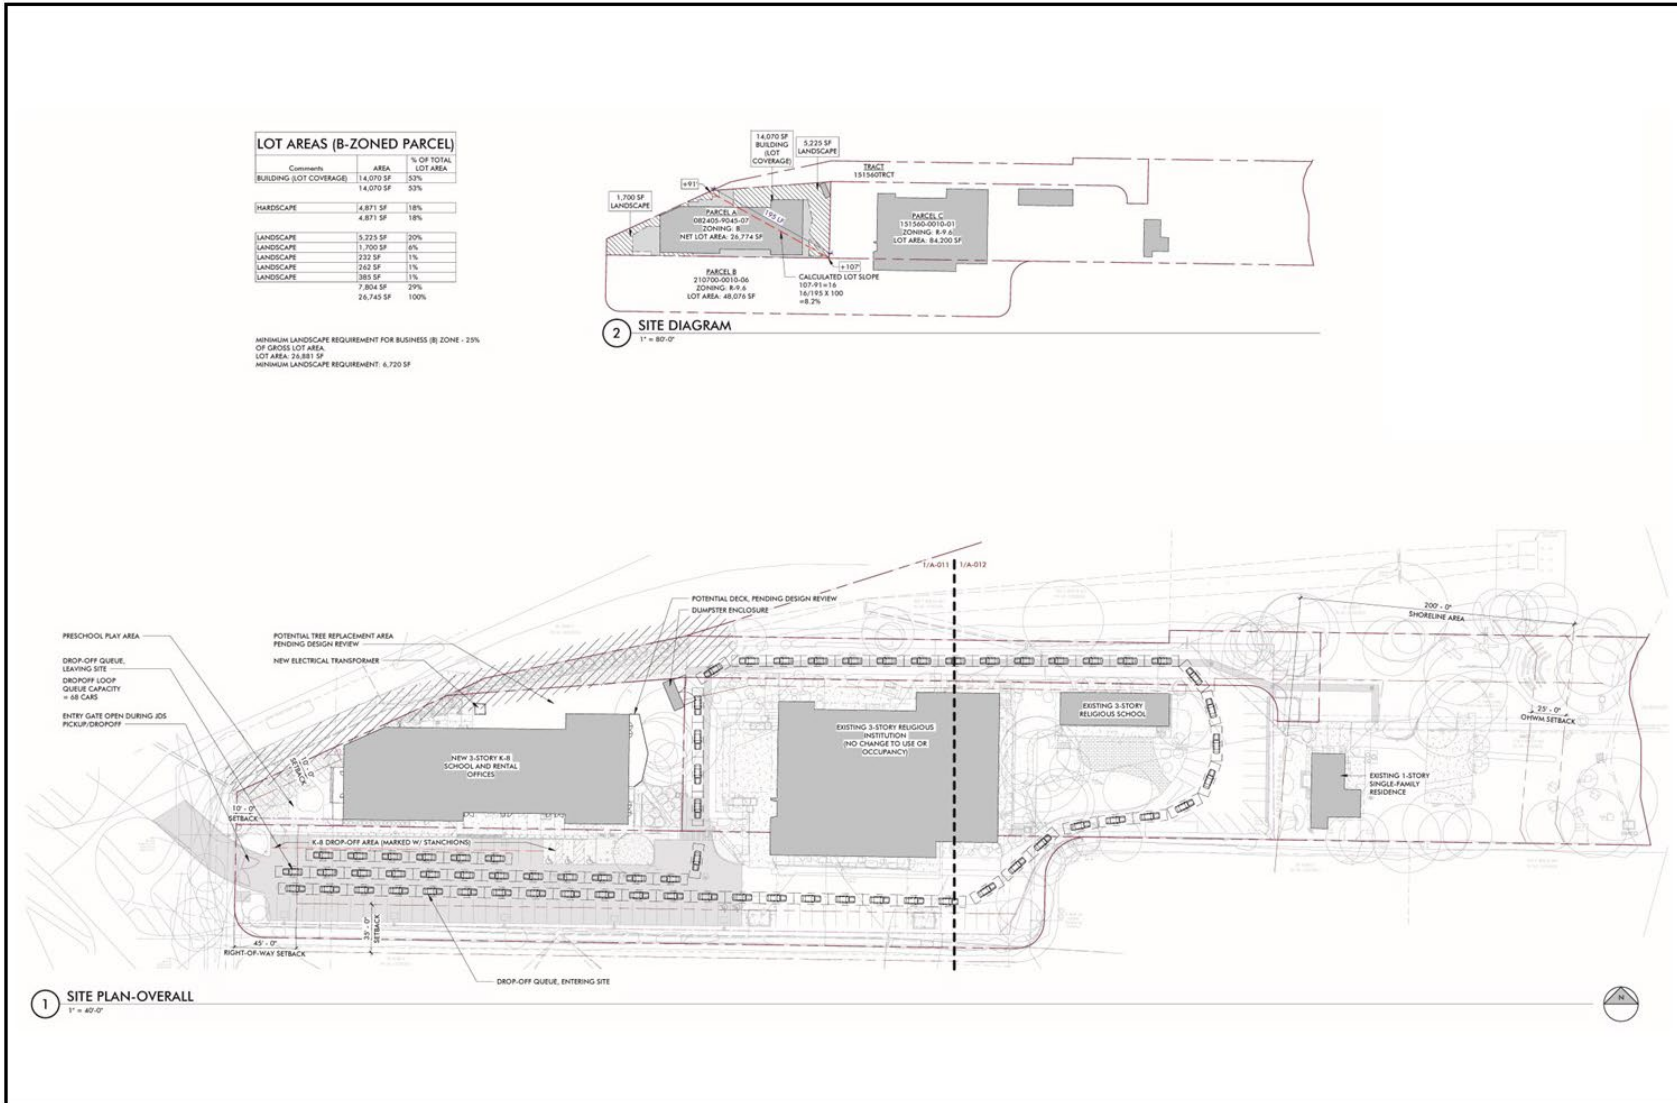 LOT AREAS (B-ZONED PARCEL)
Comments AREA % OF TOTAL LOT AREA
BUILDING (LOT COVERAGE) 14,070 SF 53%
14,070 SF 53%
HARDSCAPE 4,871 SF 18%
4,871 SF 18%
LANDSCAPE 5,225 SF 20%
LANDSCAPE 1,700 SF 6%
LANDSCAPE 232 SF 1%
LANDSCAPE 262 SF 1%
LANDSCAPE 385 SF 1%
7,804 SF 29%
26,745 SF 100%
MINIMUM LANDSCAPE REQUIREMENT FOR BUSINESS (B) ZONE - 25%
OF GROSS LOT AREA.
LOT AREA: 26,881 SF
MINIMUM LANDSCAPE REQUIREMENT: 6,720 SF
14,070 SF
BUILDING
(LOT
COVERAGE)
5,225 SF
LANDSCAPE
TRACT
151560TRCT
+91'
1,700 SF
LANDSCAPE
PARCEL A
082405-9045-07
ZONING: B
NET LOT AREA: 26,774 SF
195 LF
PARCEL C
151560-0010-01
ZONING: R-9.6
LOT AREA: 84,200 SF
+107'
PARCEL B
210700-0010-06
ZONING: R-9.6
LOT AREA: 48,076 SF
CALCULATED LOT SLOPE
107-91=16
16/195 X 100
=8.2%
2 SITE DIAGRAM
1" = 80'-0"
1/A-011 1/A-012
POTENTIAL DECK, PENDING DESIGN REVIEW
DUMPSTER ENCLOSURE
200' - 0"
SHORELINE AREA
PRESCHOOL PLAY AREA
POTENTIAL TREE REPLACEMENT AREA
PENDING DESIGN REVIEW
NEW ELECTRICAL TRANSFORMER
DROP-OFF QUEUE,
LEAVING SITE
DROPOFF LOOP
QUEUE CAPACITY
= 68 CARS
ENTRY GATE OPEN DURING JDS
PICKUP/DROPOFF
NEW 3-STORY K-8
SCHOOL AND RENTAL
OFFICES
EXISTING 3-STORY RELIGIOUS
INSTITUTION
(NO CHANGE TO USE OR
OCCUPANCY)
EXISTING 3-STORY
RELIGIOUS SCHOOL
25' - 0"
OHWM SETBACK
EXISTING 1-STORY
SINGLE-FAMILY
RESIDENCE
10' - 0"
SETBACK
10' - 0"
SETBACK
K-8 DROP-OFF AREA (MARKED W/ STANCHIONS)
35' - 0"
SETBACK
45' - 0"
RIGHT-OF-WAY SETBACK
DROP-OFF QUEUE, ENTERING SITE
1 SITE PLAN-OVERALL
1" = 40'-0"
N